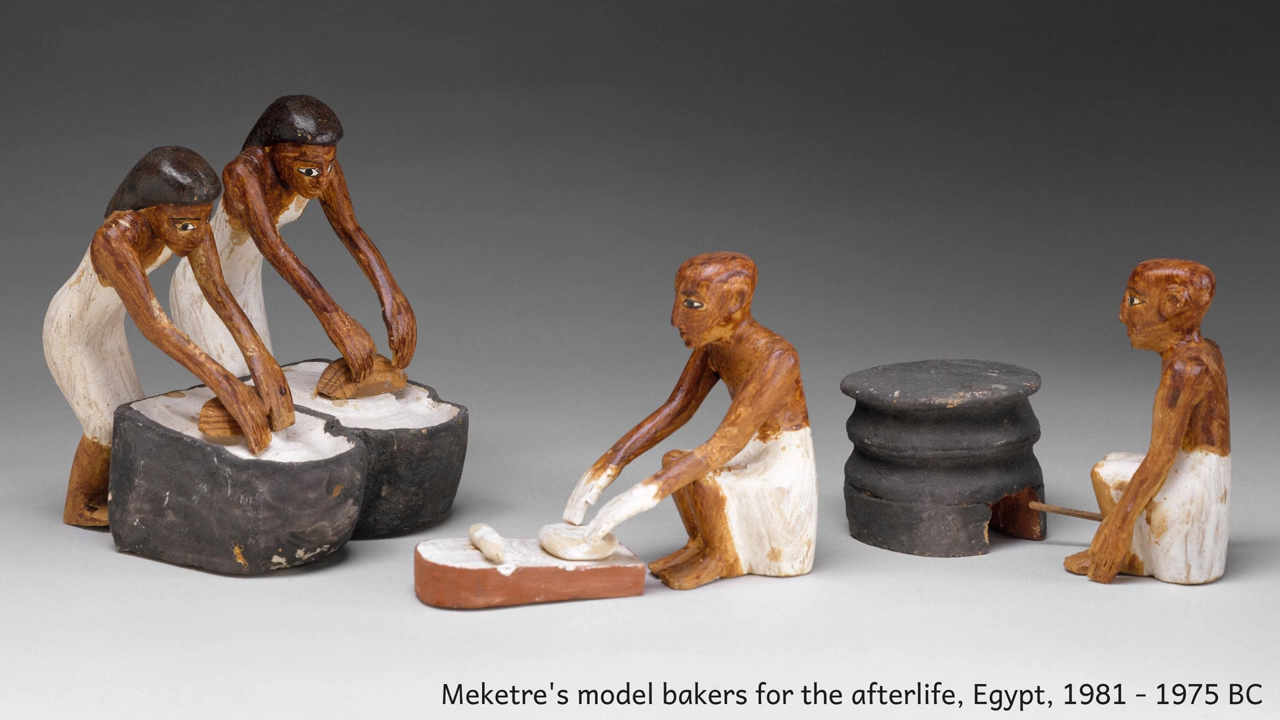 Meketre's model bakers for the afterlife, Egypt, 1981 - 1975 BC